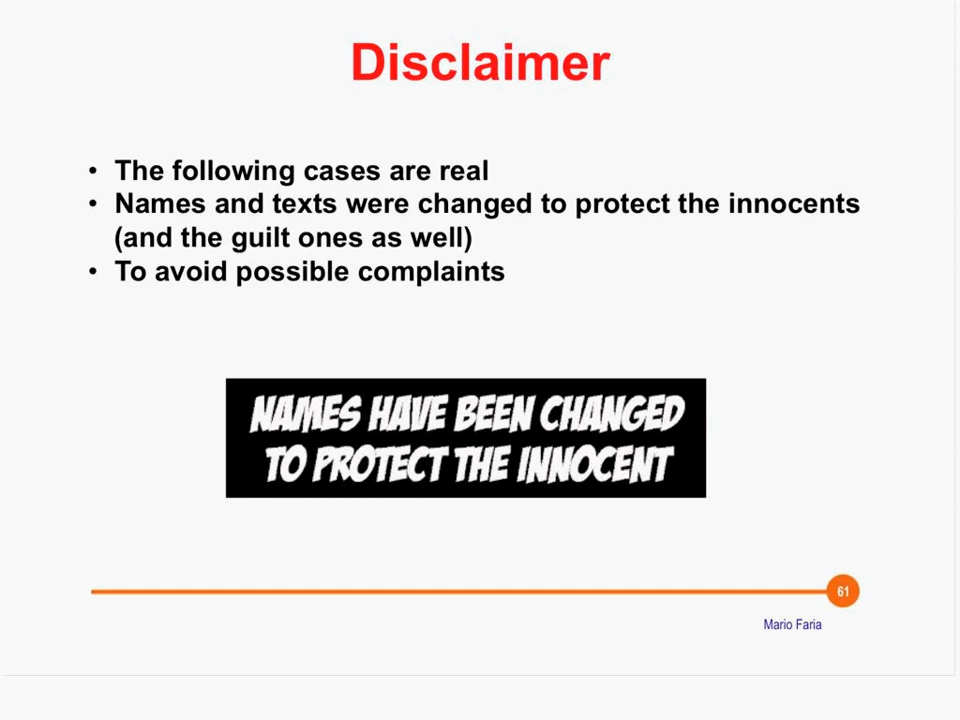 Disclaimer
• The following cases are real
• Names and texts were changed to protect the innocents
(and the guilt ones as well)
• To avoid possible complaints
NAMES HAVE BEEN CHANGED
TO PROTECT THE INNOCENT
61
Mario Faria